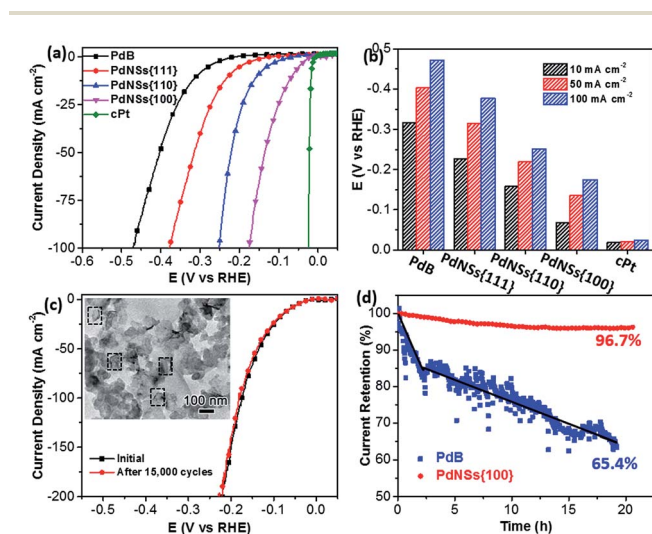 (a)
PdB
PdNSs{111}
PdNSs{110}
PdNSs{100}
cPt
0
-25
-50
-75
-100
Current Density (mA cm⁻²)
-0.6 -0.5 -0.4 -0.3 -0.2 -0.1 0.0
E (V vs RHE)
(b)
10 mA cm⁻²
50 mA cm⁻²
100 mA cm⁻²
-0.5
-0.4
-0.3
-0.2
-0.1
0.0
E (V vs RHE)
PdB PdNSs{111} PdNSs{110} PdNSs{100} cPt
(c)
100 nm
Initial
After 15,000 cycles
0
-50
-100
-150
-200
Current Density (mA cm⁻²)
-0.5 -0.4 -0.3 -0.2 -0.1 0.0
E (V vs RHE)
(d)
100
90
80
70
60
50
Current Retention (%)
96.7%
65.4%
PdB
PdNSs{100}
0 5 10 15 20
Time (h)